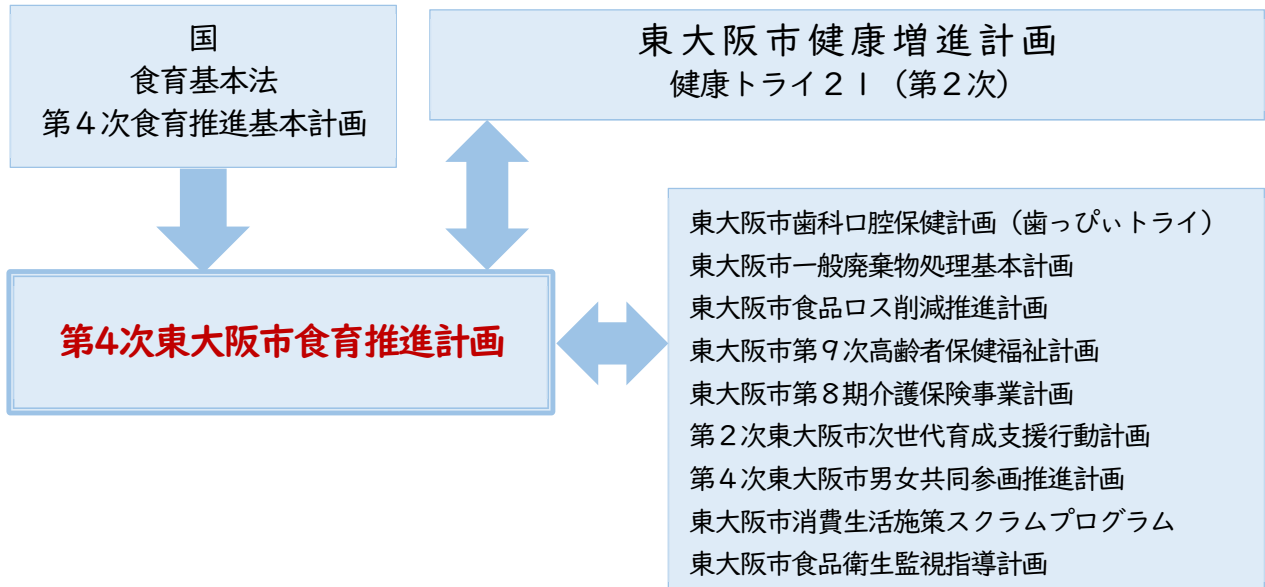 国
食育基本法
第４次食育推進基本計画
東大阪市健康増進計画
健康トライ２１（第２次）
第4次東大阪市食育推進計画
東大阪市歯科口腔保健計画（歯っぴぃトライ）
東大阪市一般廃棄物処理基本計画
東大阪市食品ロス削減推進計画
東大阪市第９次高齢者保健福祉計画
東大阪市第８期介護保険事業計画
第２次東大阪市次世代育成支援行動計画
第４次東大阪市男女共同参画推進計画
東大阪市消費生活施策スクラムプログラム
東大阪市食品衛生監視指導計画